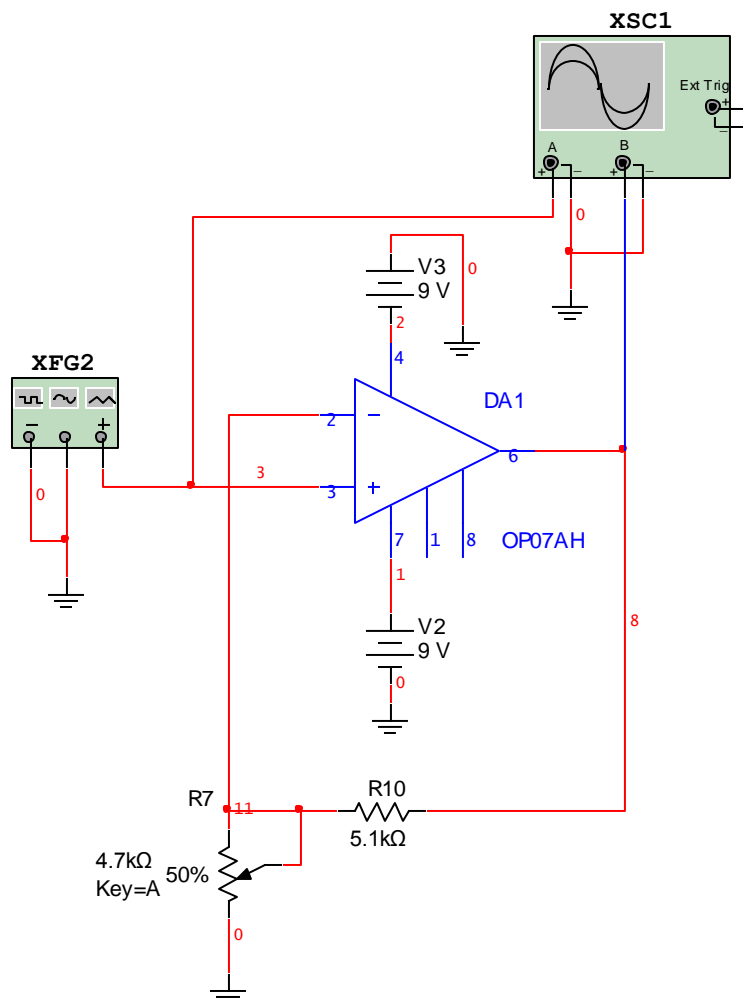 XSC1
Ext Trig
+
−
A
B
+ − + −
0
V3
9 V
0
2
4
XFG2
− +
DA1
2
−
6
3
3
+
0
7
1
8
OP07AH
1
V2
9 V
8
0
R10
R7
11
5.1kΩ
4.7kΩ
50%
Key=A
0